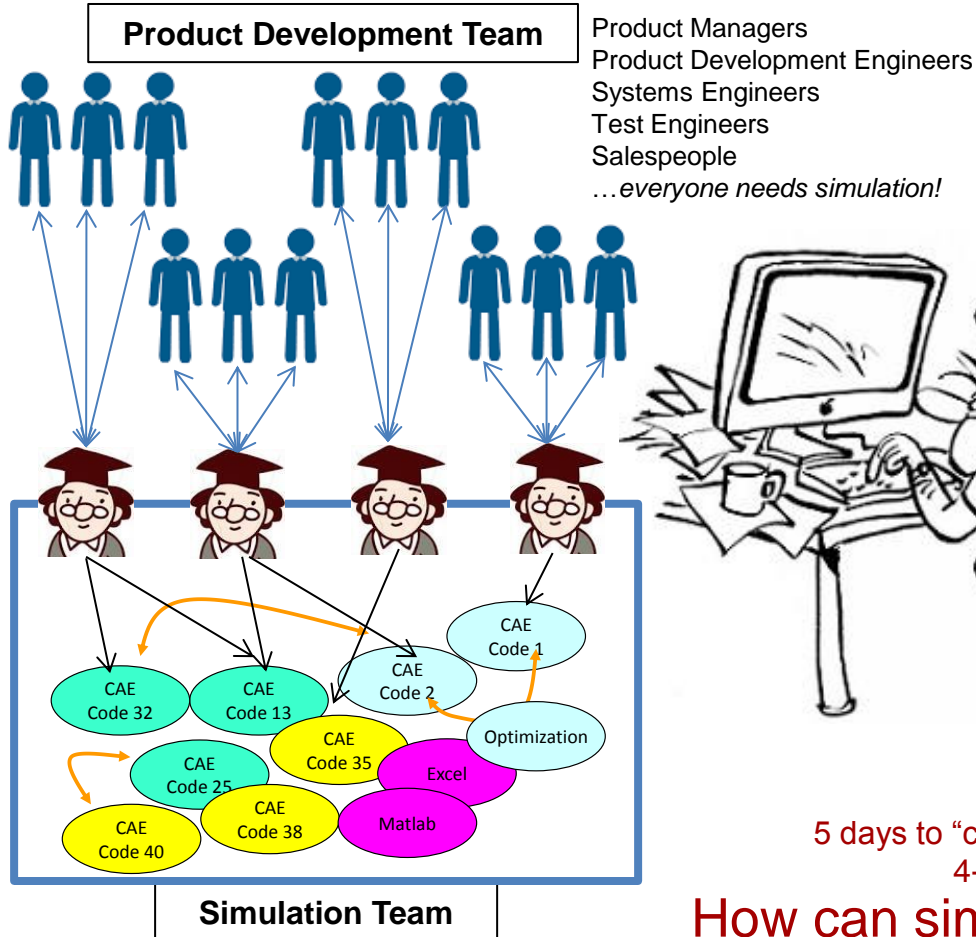 Product Development Team
Product Managers
Product Development Engineers
Systems Engineers
Test Engineers
Salespeople
…everyone needs simulation!
CAE
Code 1
CAE
Code 2
CAE
Code 32
CAE
Code 13
Optimization
CAE
Code 35
Excel
CAE
Code 25
CAE
Code 38
Matlab
CAE
Code 40
5 days to “c
4-
Simulation Team
How can sim